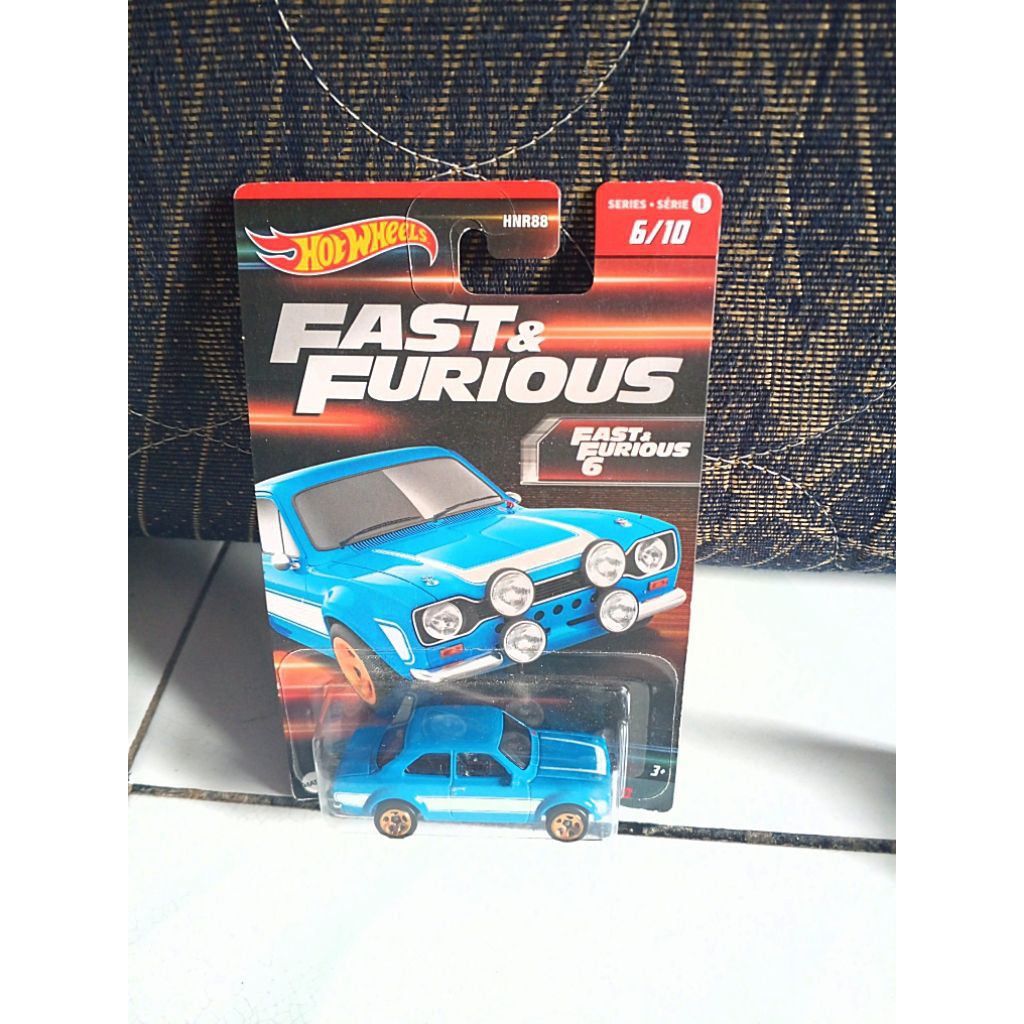 HOT WHEELS
HNR88
SERIES • SÉRIE 1
6/10
FAST &
FURIOUS
FAST &
FURIOUS
6
3+